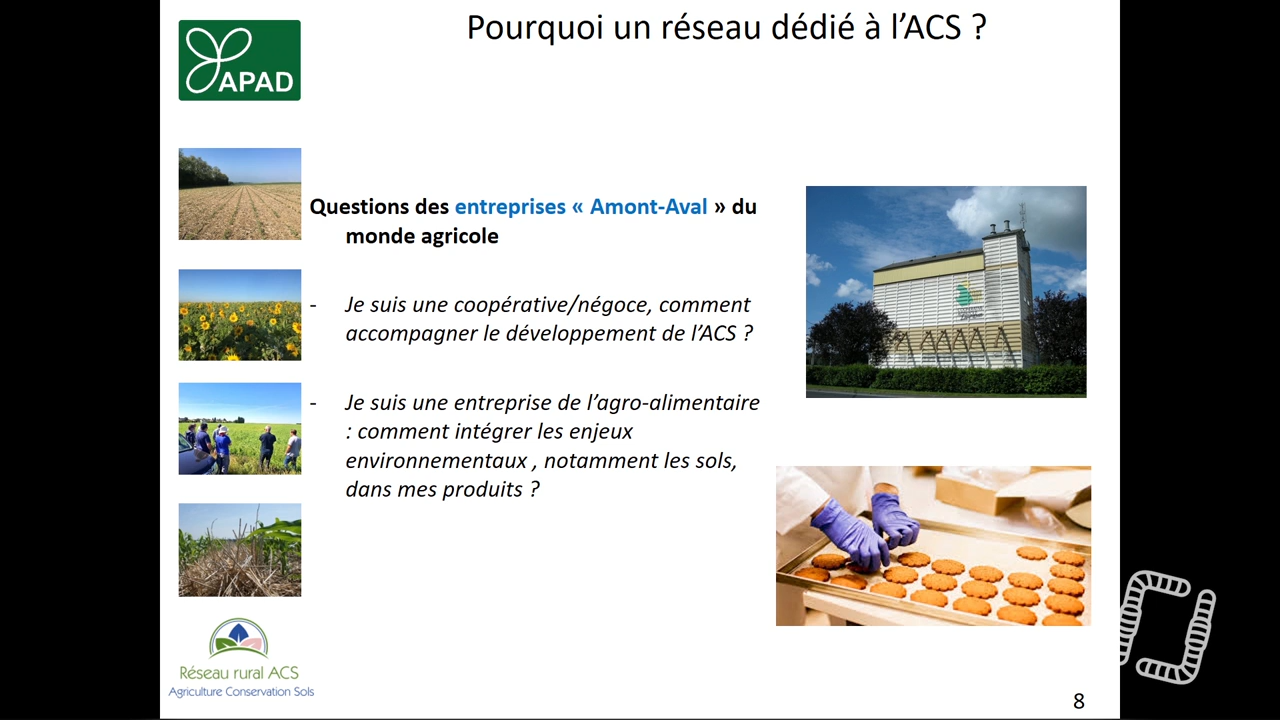 Pourquoi un réseau dédié à l’ACS ?
APAD
Questions des entreprises « Amont-Aval » du
monde agricole
- Je suis une coopérative/négoce, comment
accompagner le développement de l’ACS ?
- Je suis une entreprise de l’agro-alimentaire
: comment intégrer les enjeux
environnementaux , notamment les sols,
dans mes produits ?
Réseau rural ACS
Agriculture Conservation Sols
8